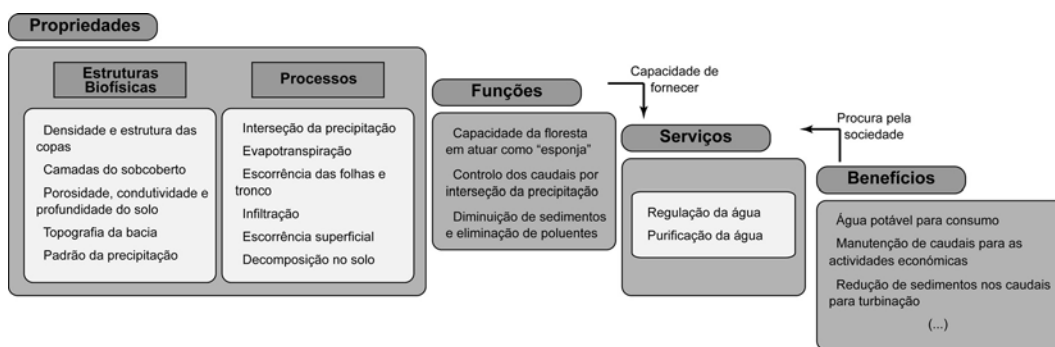 Propriedades
Estruturas
Biofísicas
Densidade e estrutura das
copas
Camadas do sobcoberto
Porosidade, condutividade e
profundidade do solo
Topografia da bacia
Padrão da precipitação
Processos
Interseção da precipitação
Evapotranspiração
Escorrência das folhas e
tronco
Infiltração
Escorrência superficial
Decomposição no solo
Funções
Capacidade da floresta
em atuar como “esponja”
Controlo dos caudais por
interseção da precipitação
Diminuição de sedimentos
e eliminação de poluentes
Capacidade de
fornecer
Serviços
Regulação da água
Purificação da água
Procura pela
sociedade
Benefícios
Água potável para consumo
Manutenção de caudais para as
actividades económicas
Redução de sedimentos nos caudais
para turbinação
(...)